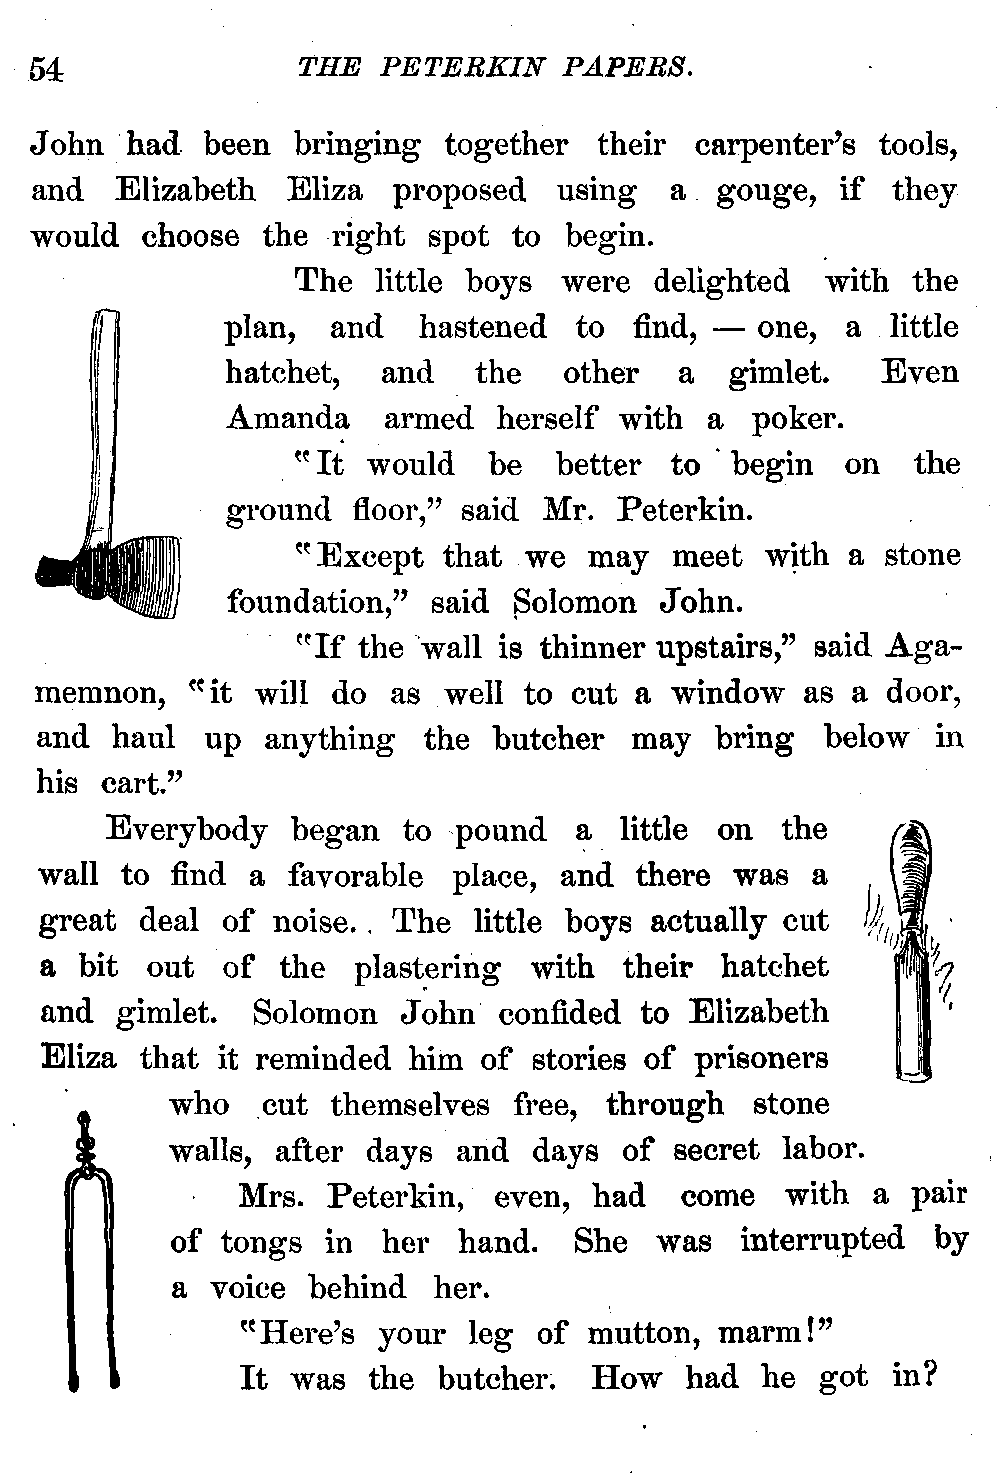 54 THE PETERKIN PAPERS.
John had been bringing together their carpenter's tools,
and Elizabeth Eliza proposed using a gouge, if they
would choose the right spot to begin.
The little boys were delighted with the
plan, and hastened to find, — one, a little
hatchet, and the other a gimlet. Even
Amanda armed herself with a poker.
"It would be better to begin on the
ground floor," said Mr. Peterkin.
"Except that we may meet with a stone
foundation," said Solomon John.
"If the wall is thinner upstairs," said Aga-
memnon, "it will do as well to cut a window as a door,
and haul up anything the butcher may bring below in
his cart."
Everybody began to pound a little on the
wall to find a favorable place, and there was a
great deal of noise. The little boys actually cut
a bit out of the plastering with their hatchet
and gimlet. Solomon John confided to Elizabeth
Eliza that it reminded him of stories of prisoners
who cut themselves free, through stone
walls, after days and days of secret labor.
Mrs. Peterkin, even, had come with a pair
of tongs in her hand. She was interrupted by
a voice behind her.
"Here's your leg of mutton, marm!"
It was the butcher. How had he got in?